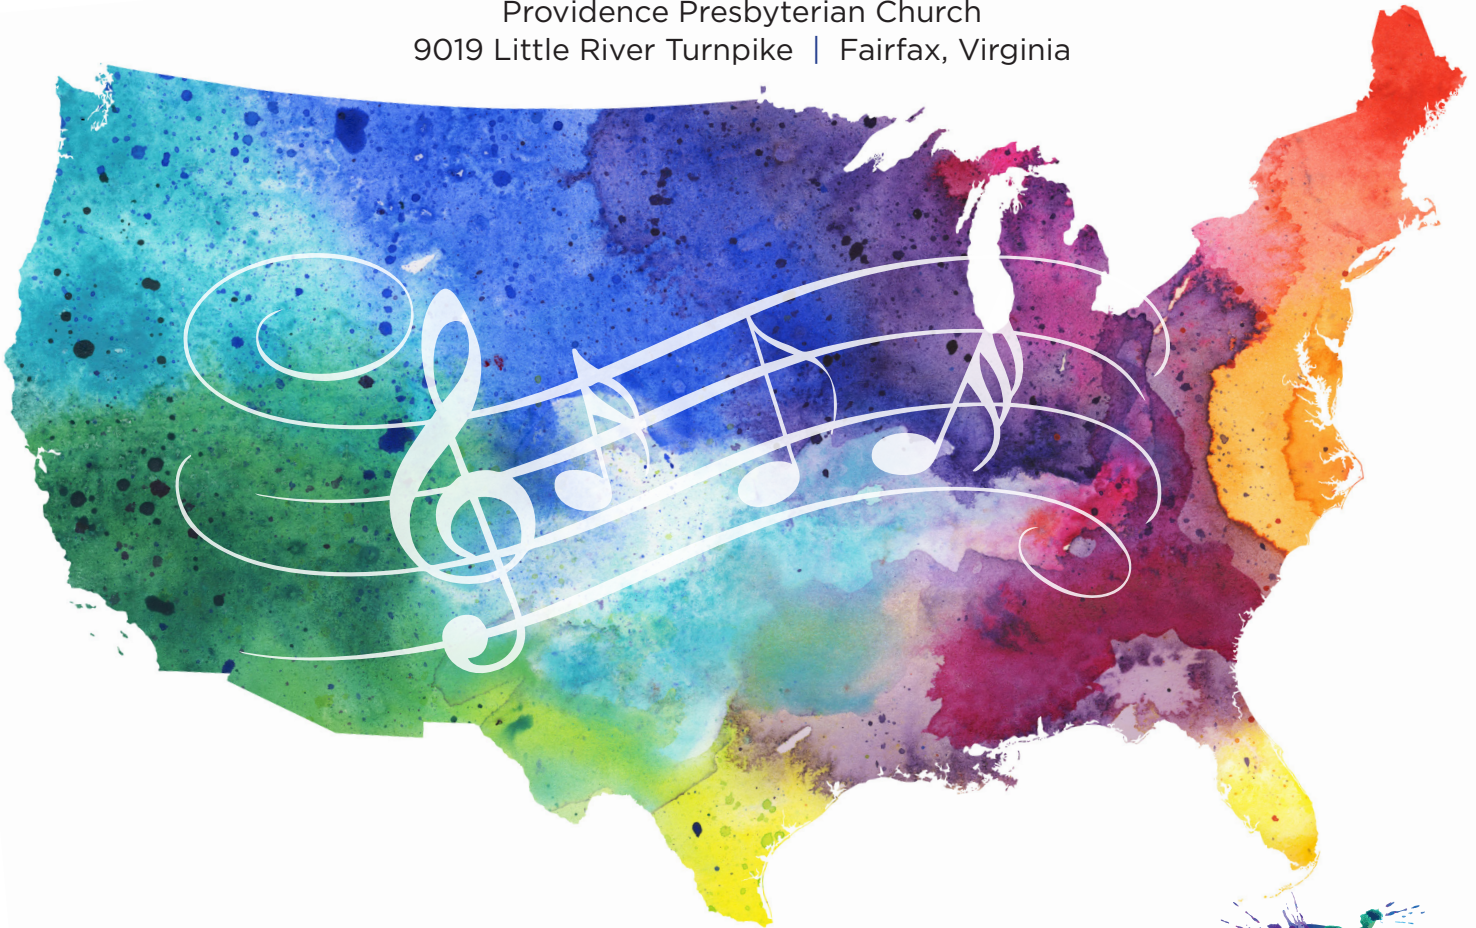 Providence Presbyterian Church
9019 Little River Turnpike | Fairfax, Virginia